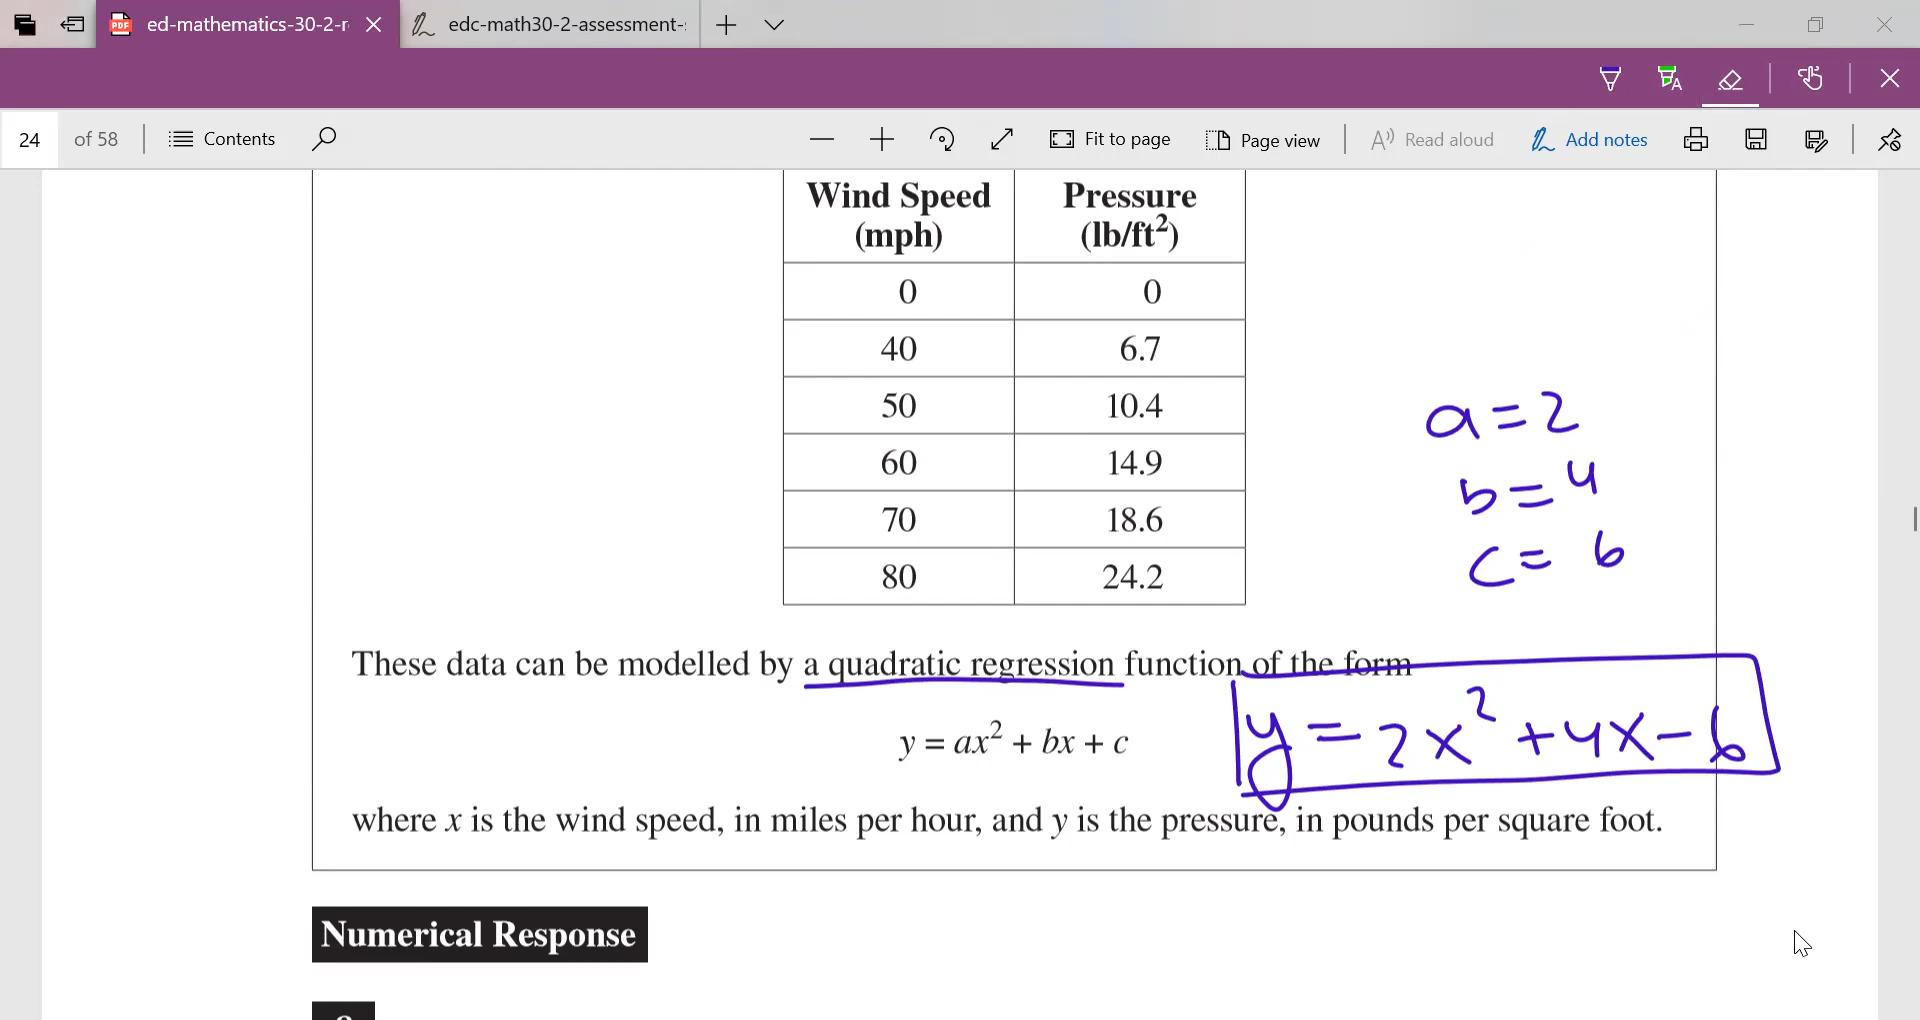 ed-mathematics-30-2-r
edc-math30-2-assessment-
24 of 58 Contents Fit to page Page view Read aloud Add notes
Wind Speed (mph) Pressure (lb/ft²)
0 0
40 6.7
50 10.4
60 14.9
70 18.6
80 24.2
a = 2
b = 4
c = 6
These data can be modelled by a quadratic regression function of the form
y = ax² + bx + c
y = 2x² + 4x - 6
where x is the wind speed, in miles per hour, and y is the pressure, in pounds per square foot.
Numerical Response